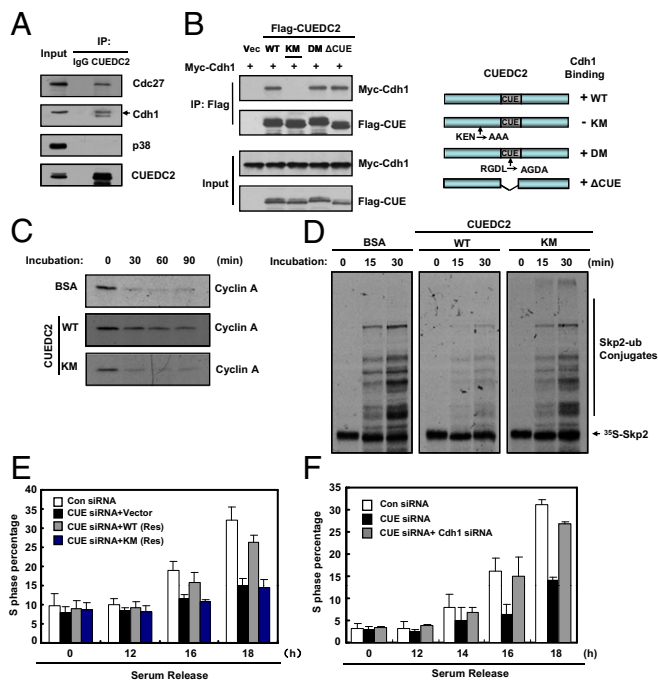 A
IP:
Input
IgG CUEDC2
Cdc27
Cdh1
p38
CUEDC2
B
Flag-CUEDC2
Vec WT KM DM ΔCUE
Myc-Cdh1 + + + + +
IP: Flag
Myc-Cdh1
Flag-CUE
Input
Myc-Cdh1
Flag-CUE
CUEDC2
Cdh1
Binding
CUE
+ WT
CUE
- KM
KEN→AAA
CUE
+ DM
RGDL→AGDA
+ ΔCUE
C
Incubation: 0 30 60 90 (min)
BSA
Cyclin A
CUEDC2
WT
Cyclin A
KM
Cyclin A
D
CUEDC2
BSA WT KM
Incubation: 0 15 30 0 15 30 0 15 30 (min)
Skp2-ub
Conjugates
35S-Skp2
E
S phase percentage
40
35
30
25
20
15
10
5
0
Con siRNA
CUE siRNA+Vector
CUE siRNA+WT (Res)
CUE siRNA+KM (Res)
0 12 16 18 (h)
Serum Release
F
S phase percentage
35
30
25
20
15
10
5
0
Con siRNA
CUE siRNA
CUE siRNA+ Cdh1 siRNA
0 12 14 16 18 (h)
Serum Release